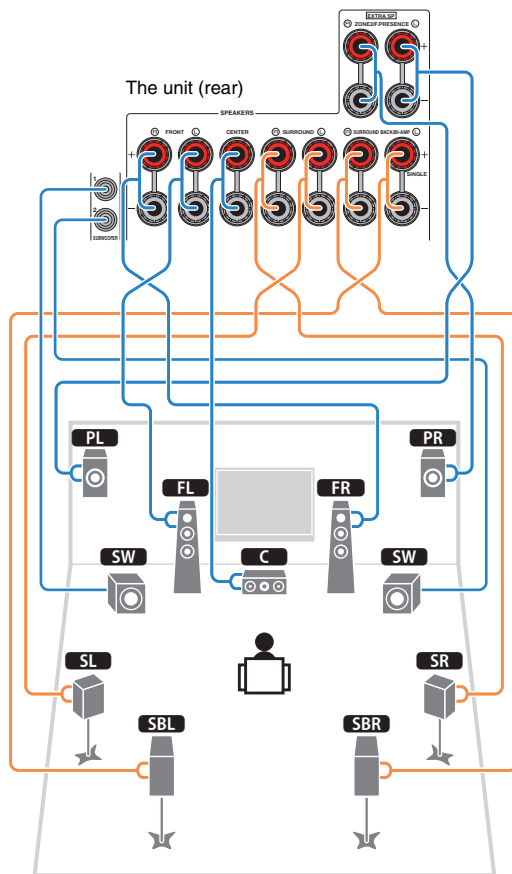 EXTRA SP
R ZONE2/F.PRESENCE L
+
−
The unit (rear)
SPEAKERS
R FRONT L CENTER R SURROUND L R SURROUND BACK/BI-AMP L
+ +
SINGLE
− −
1
2
SUBWOOFER
PL PR
FL FR
SW C SW
SL SR
SBL SBR